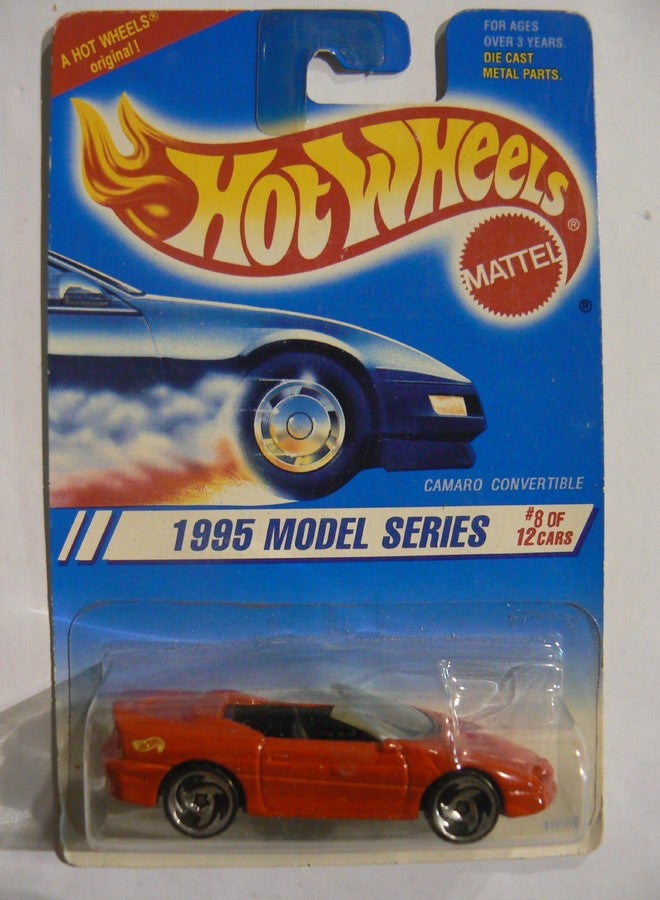 A HOT WHEELS®
original!
FOR AGES
OVER 3 YEARS.
DIE CAST
METAL PARTS.
HOT WHEELS®
MATTEL®
CAMARO CONVERTIBLE
1995 MODEL SERIES
#8 OF
12 CARS